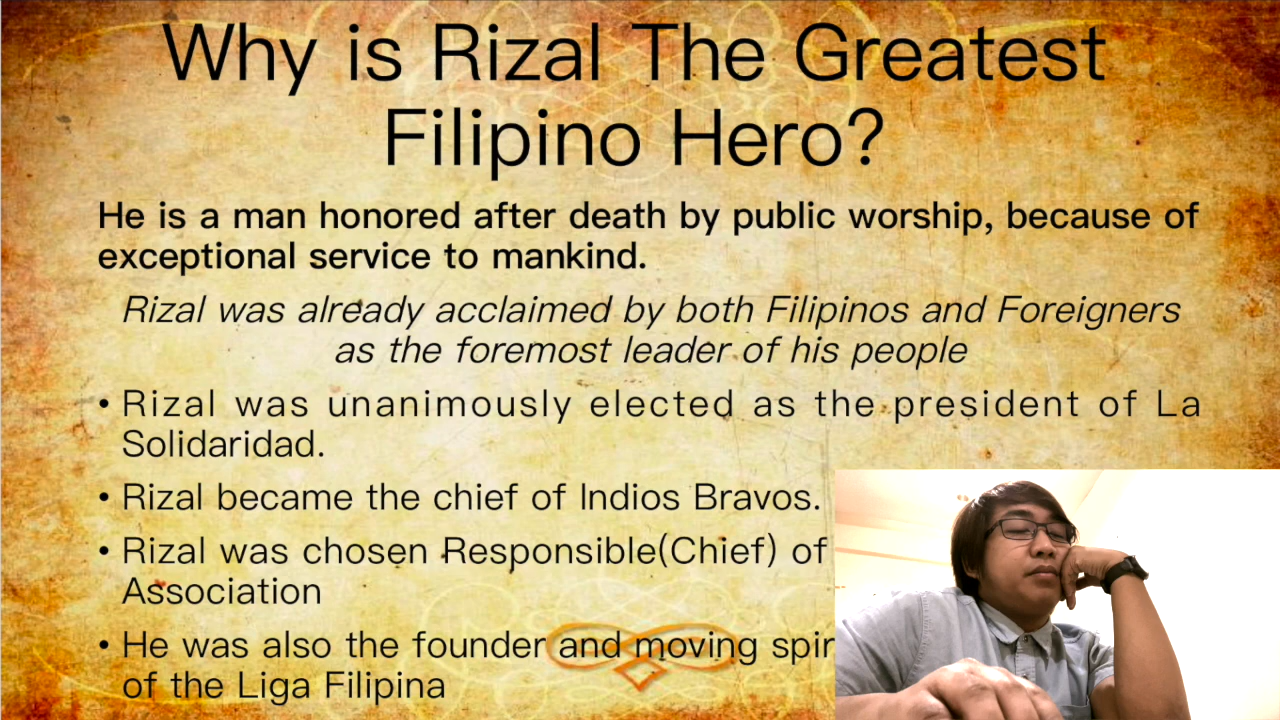 Why is Rizal The Greatest
Filipino Hero?
He is a man honored after death by public worship, because of
exceptional service to mankind.
Rizal was already acclaimed by both Filipinos and Foreigners
as the foremost leader of his people
• Rizal was unanimously elected as the president of La
Solidaridad.
• Rizal became the chief of Indios Bravos.
• Rizal was chosen Responsible(Chief) of
Association
• He was also the founder and moving
of the Liga Filipina